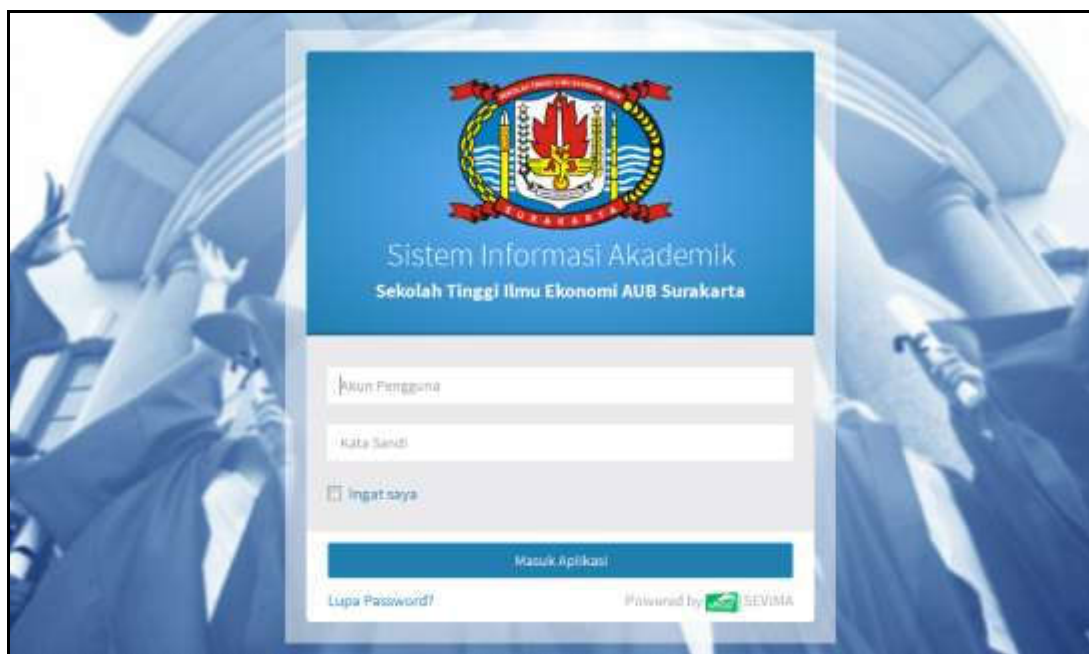 SURAKARTA
Sistem Informasi Akademik
Sekolah Tinggi Ilmu Ekonomi AUB Surakarta
Akun Pengguna
Kata Sandi
Ingat saya
Masuk Aplikasi
Lupa Password?
Powered by SEVIMA